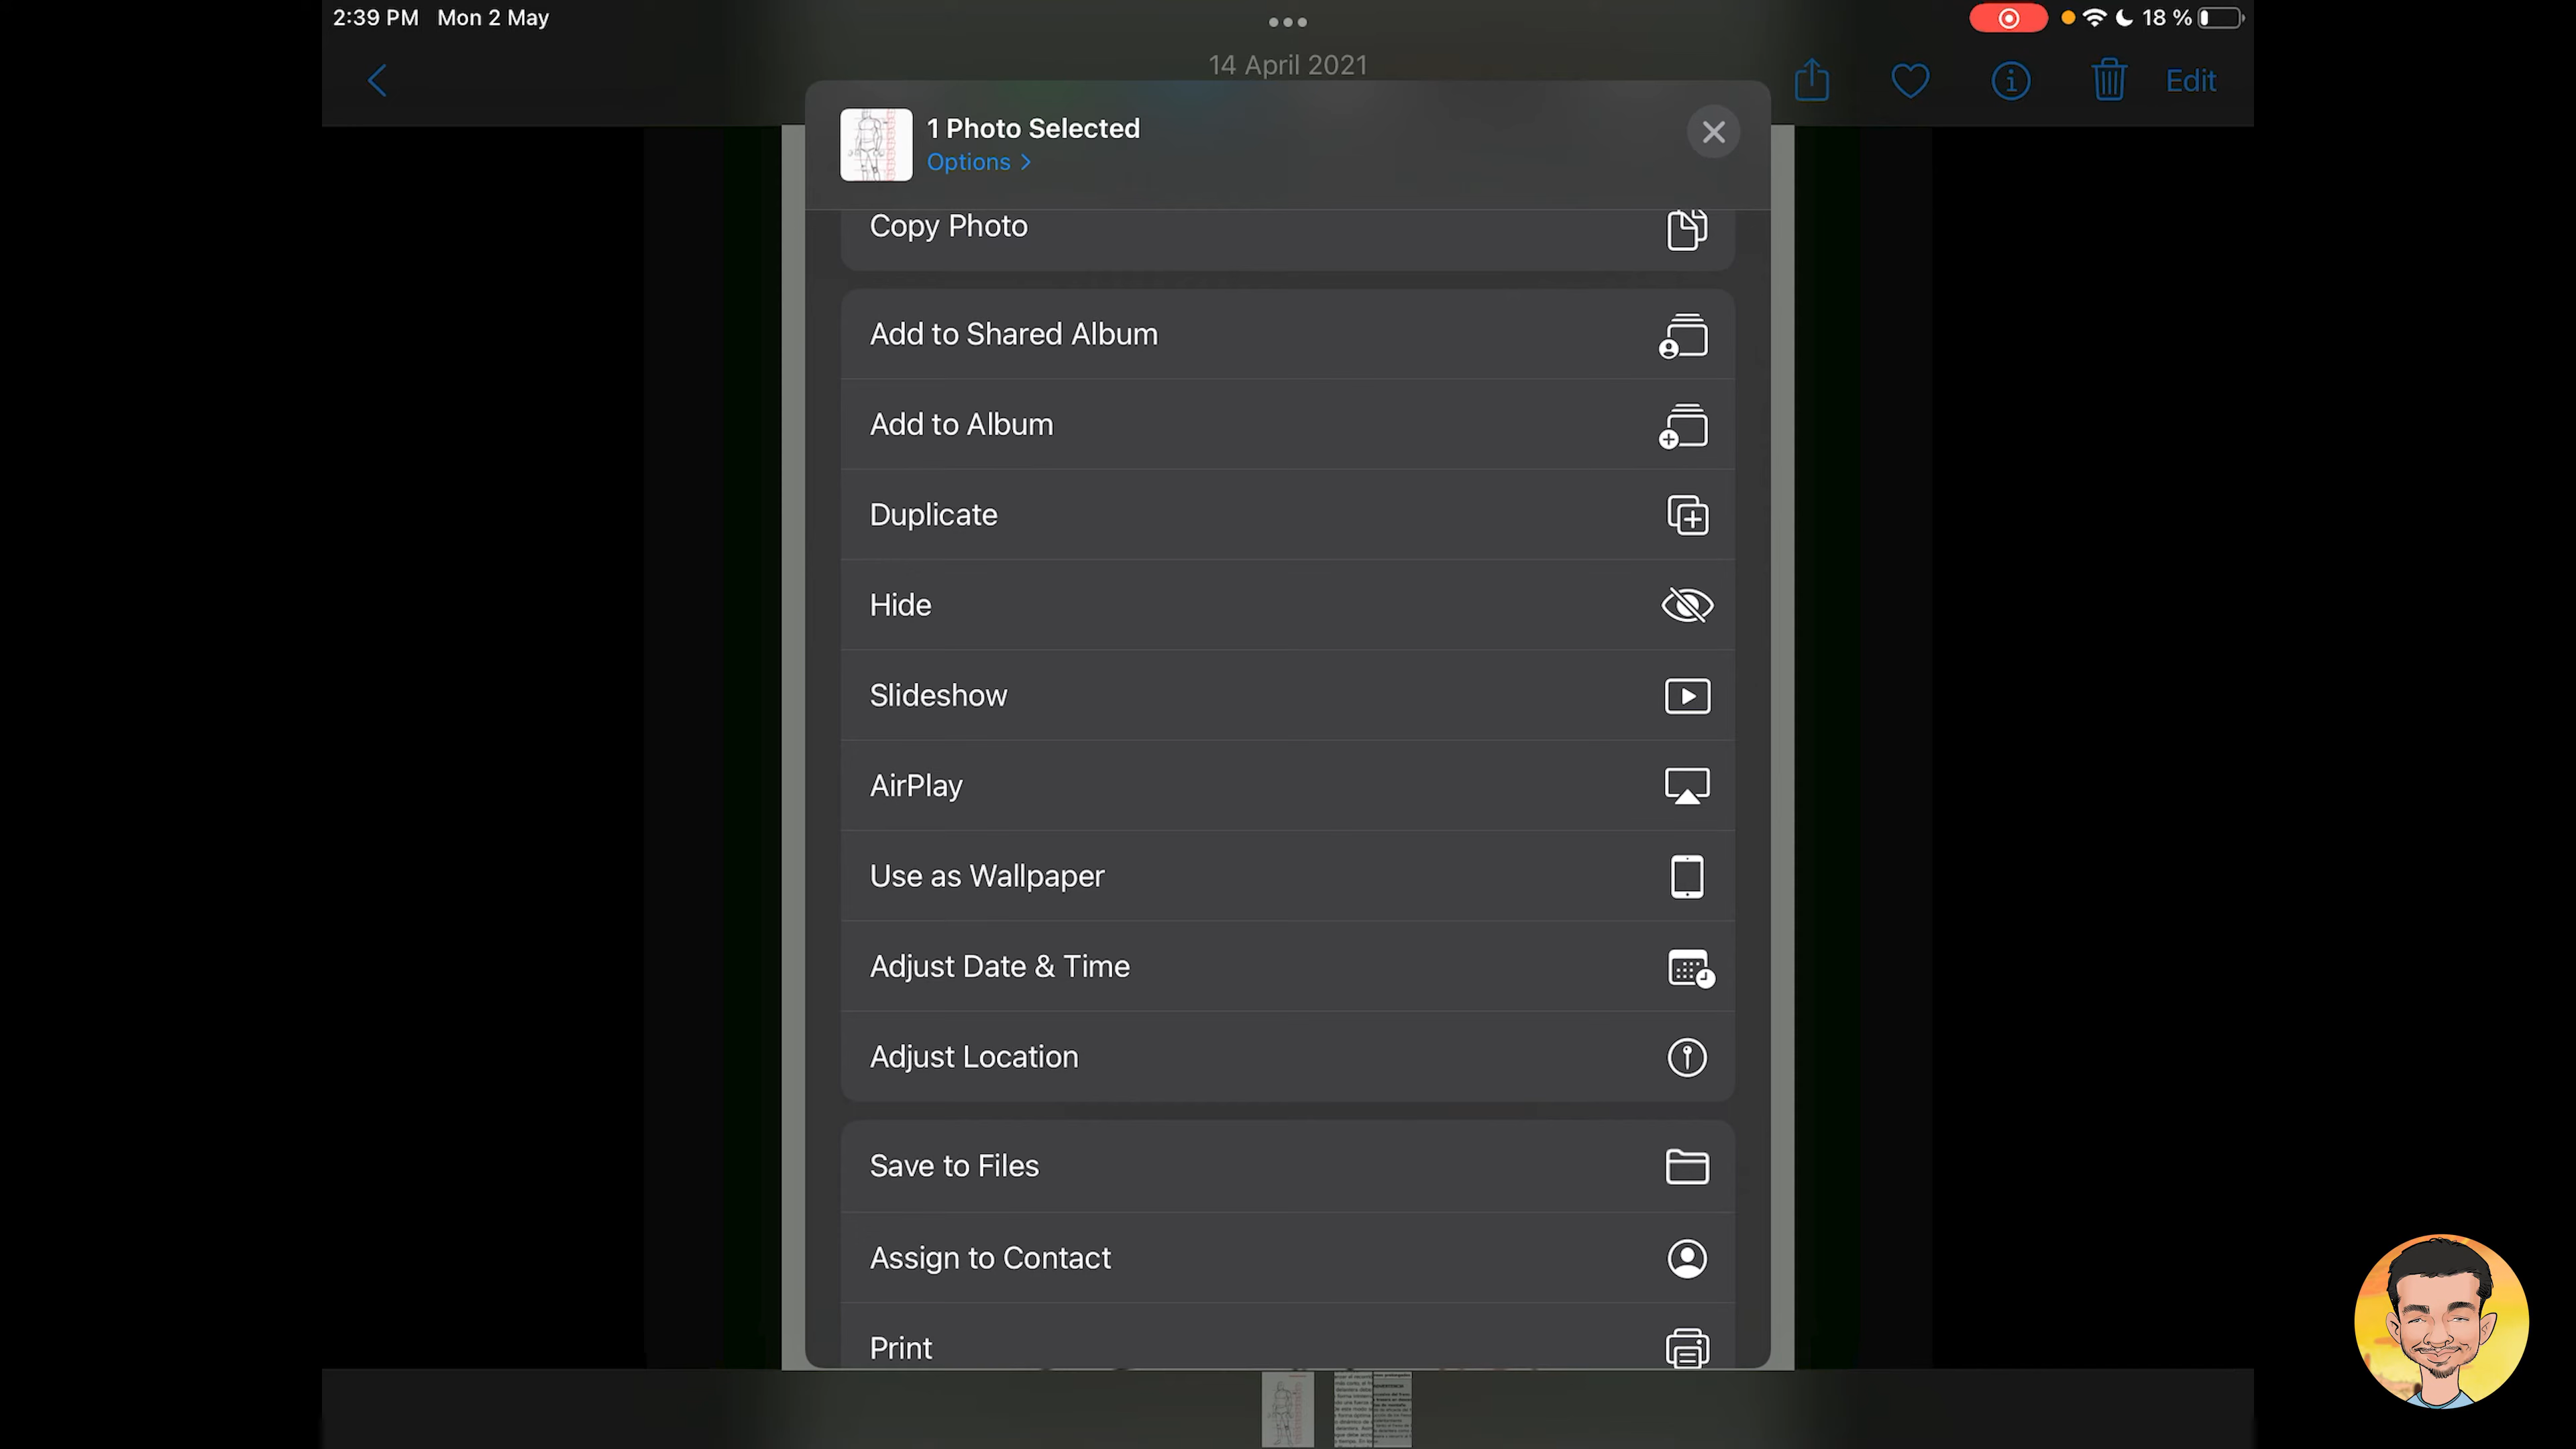 2:39 PM Mon 2 May
18 %
14 April 2021
Edit
1 Photo Selected
Options
Copy Photo
Add to Shared Album
Add to Album
Duplicate
Hide
Slideshow
AirPlay
Use as Wallpaper
Adjust Date & Time
Adjust Location
Save to Files
Assign to Contact
Print